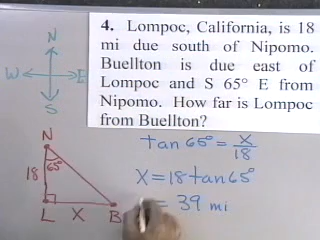 4. Lompoc, California, is 18
mi due south of Nipomo.
Buellton is due east of
Lompoc and S 65° E from
Nipomo. How far is Lompoc
from Buellton?
N
W E
S
N
65°
18
L X B
tan 65° = X/18
X = 18 tan 65°
= 39 mi